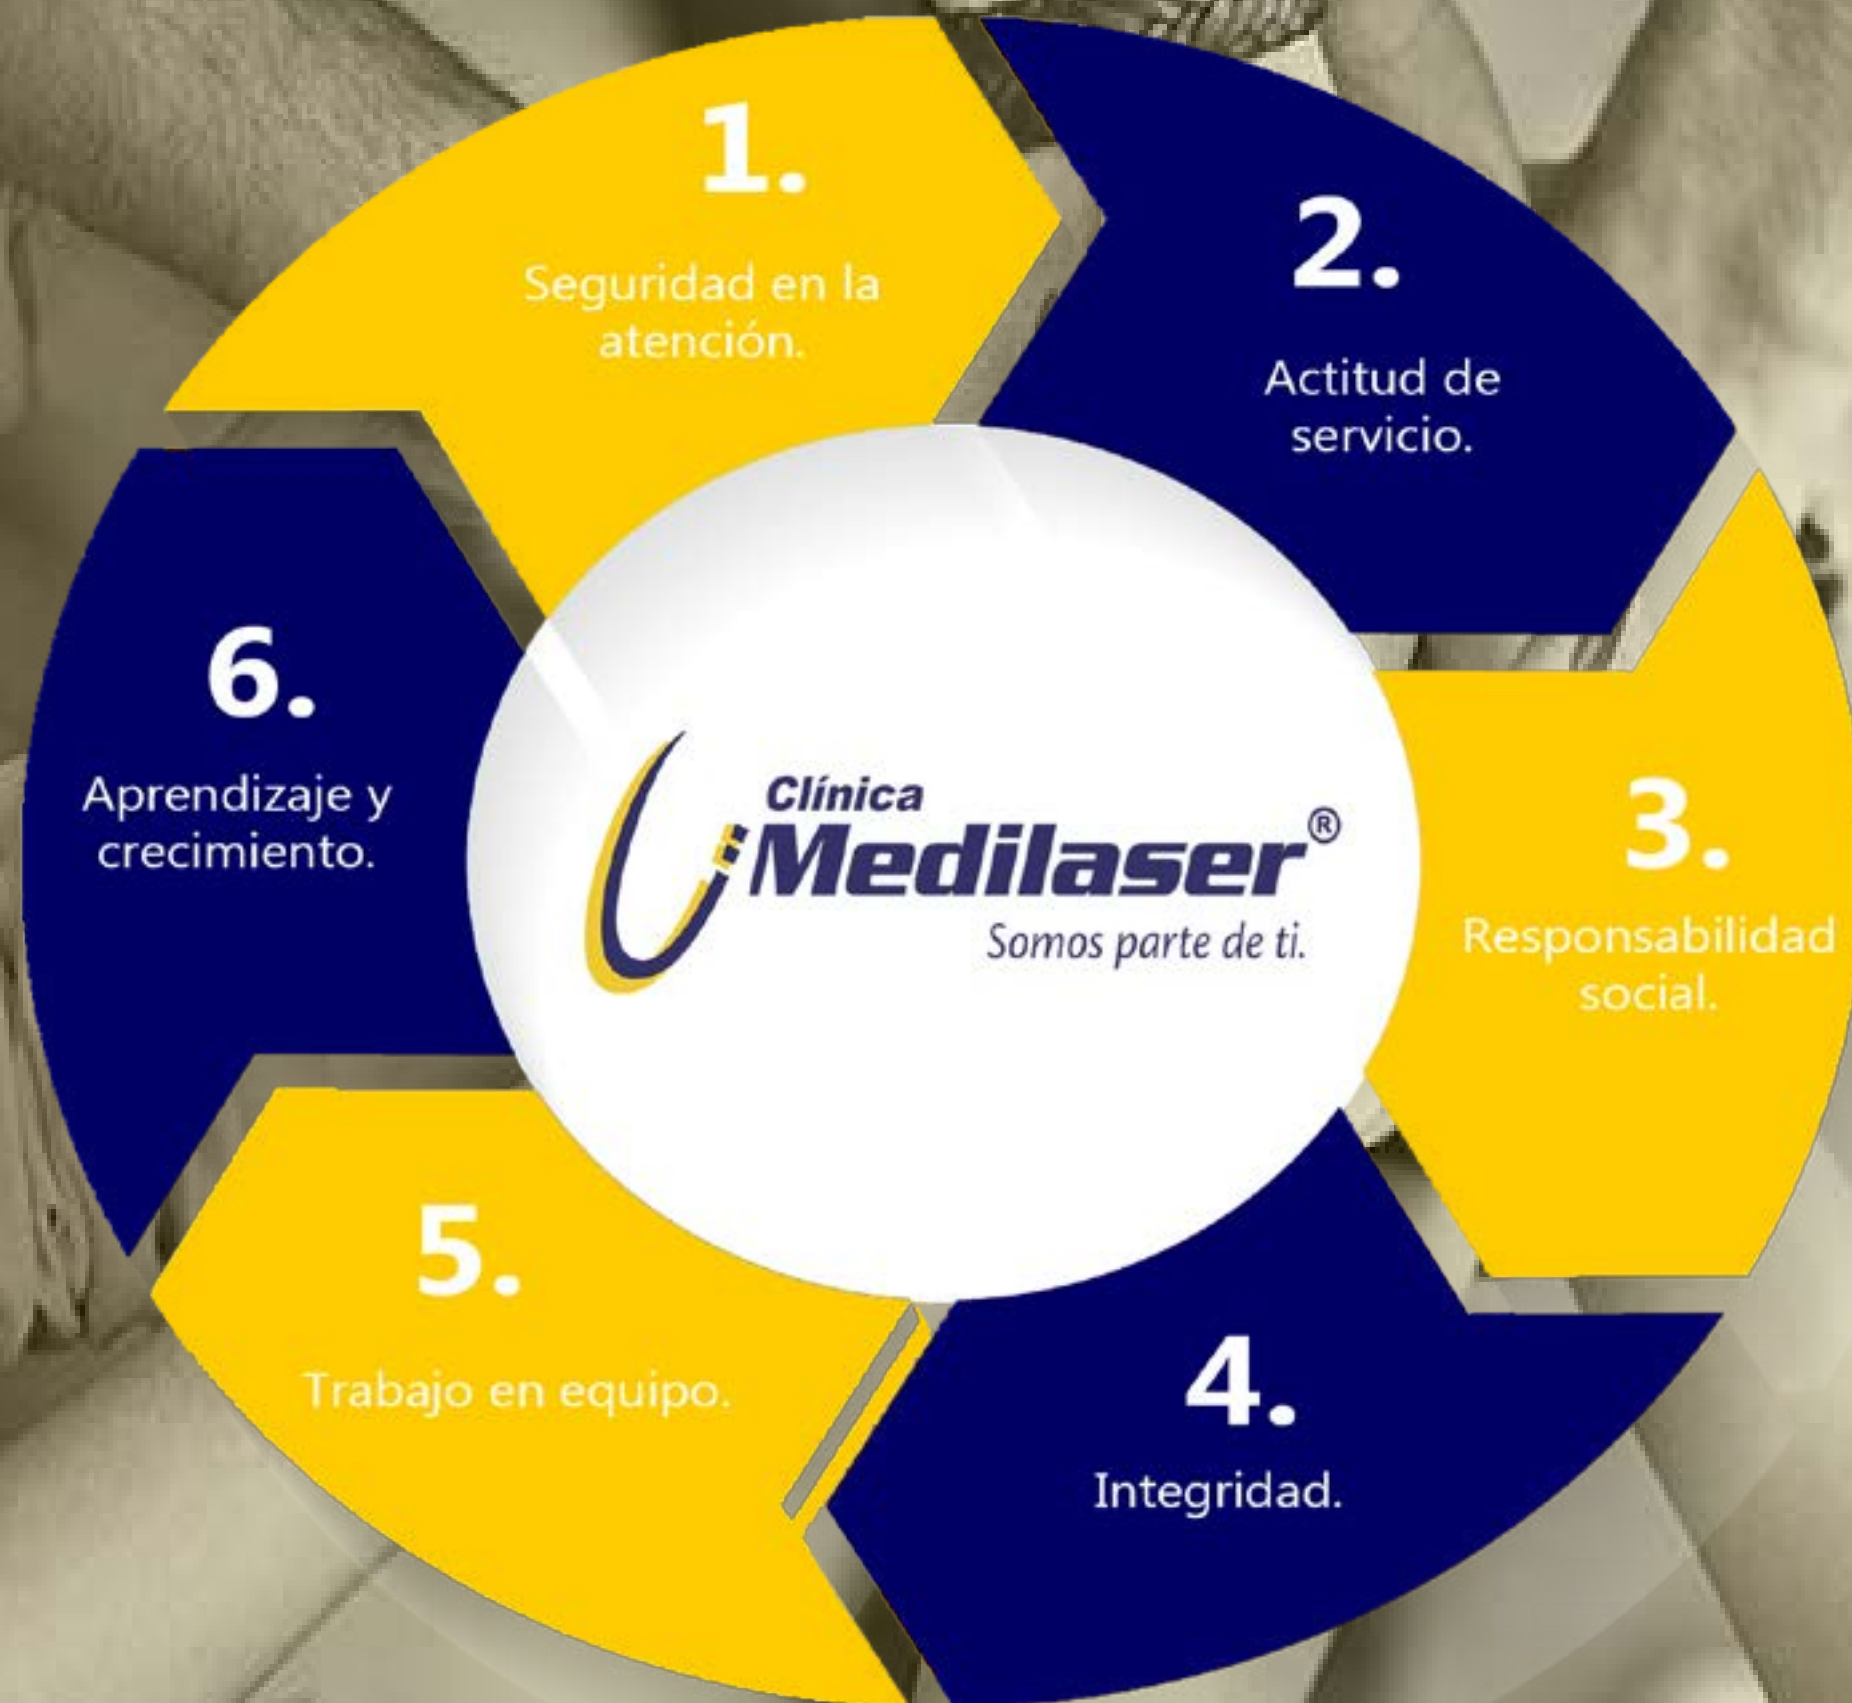 1.
Seguridad en la
atención.
2.
Actitud de
servicio.
3.
Responsabilidad
social.
4.
Integridad.
5.
Trabajo en equipo.
6.
Aprendizaje y
crecimiento.
Clínica
Medilaser®
Somos parte de ti.